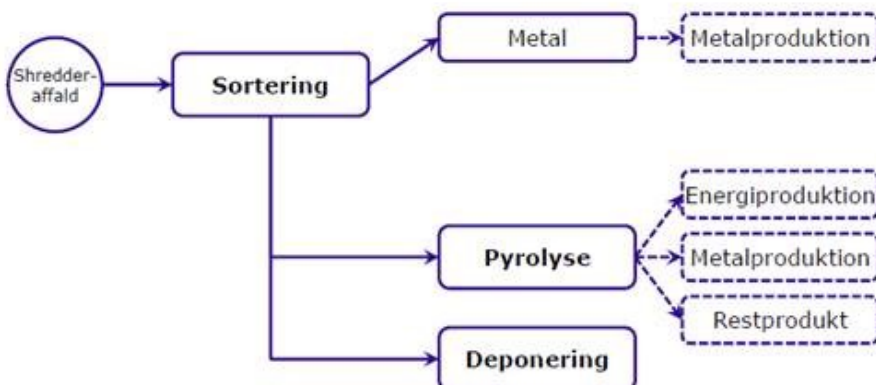 Shredder-
affald
Sortering
Metal
Metalproduktion
Pyrolyse
Energiproduktion
Metalproduktion
Restprodukt
Deponering